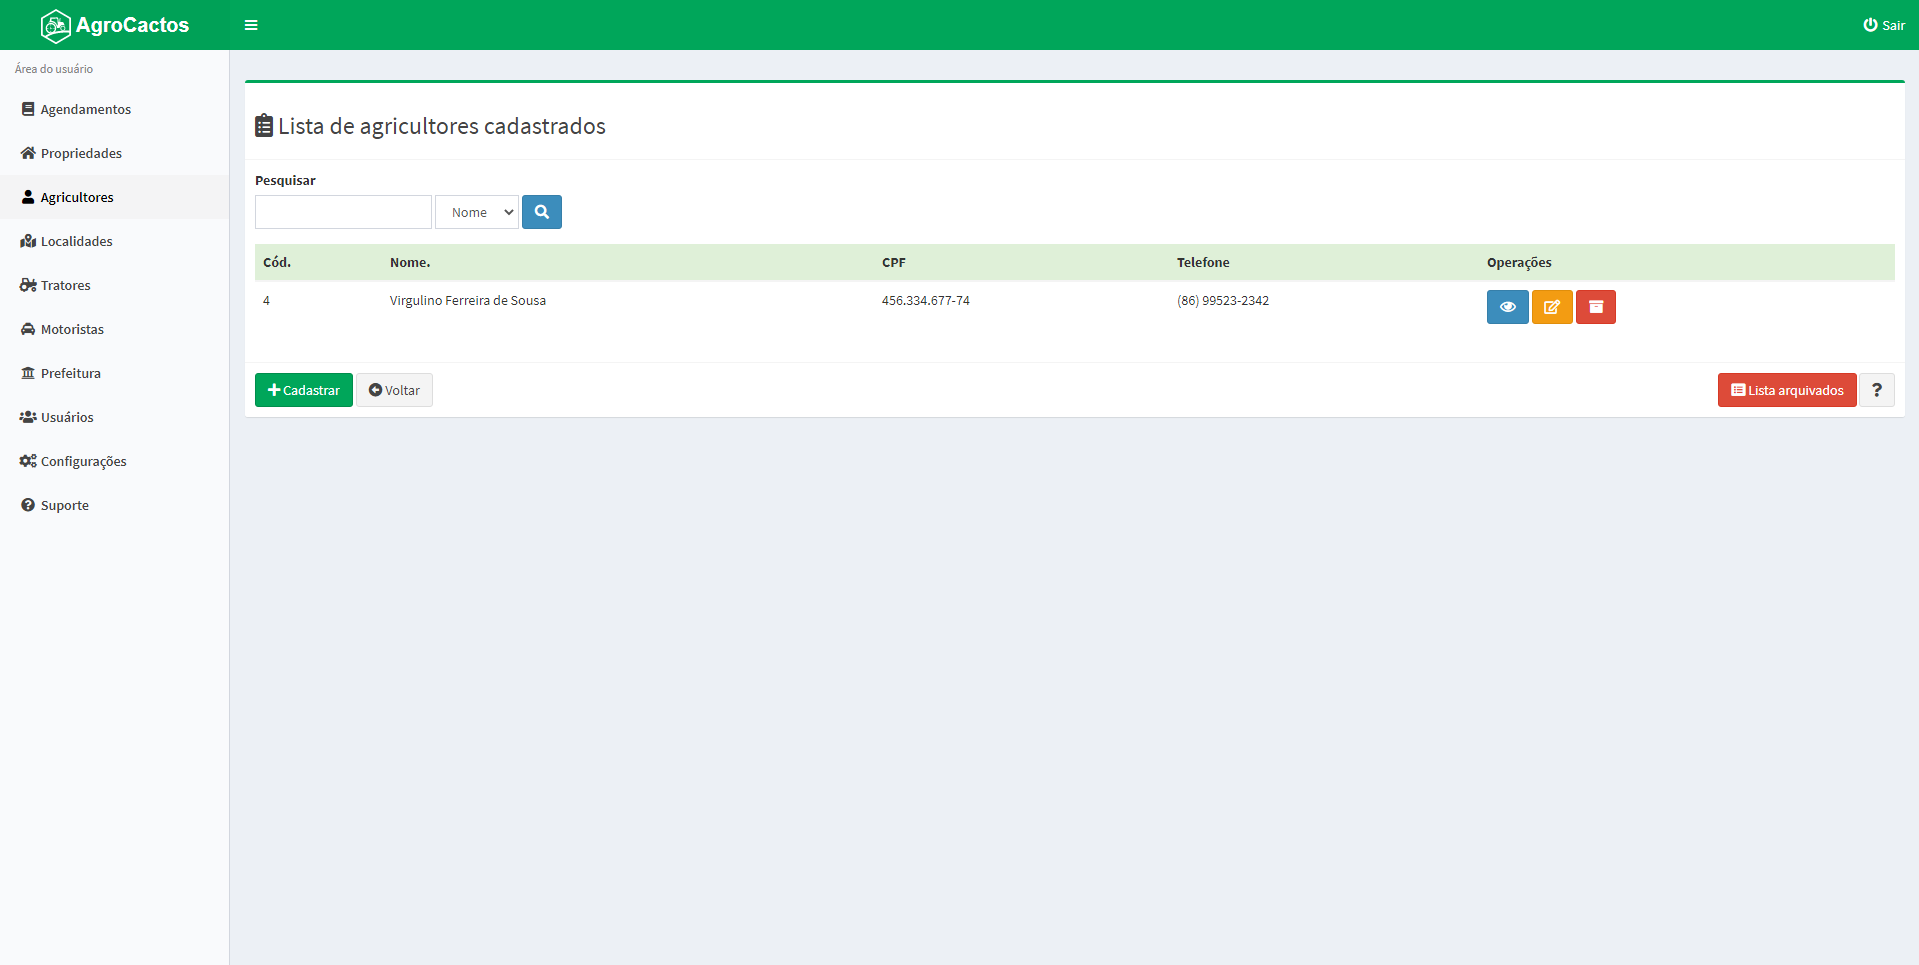 AgroCactos
Sair
Área do usuário
Agendamentos
Propriedades
Agricultores
Localidades
Tratores
Motoristas
Prefeitura
Usuários
Configurações
Suporte
Lista de agricultores cadastrados
Pesquisar
Nome
Cód. Nome. CPF Telefone Operações
4 Virgulino Ferreira de Sousa 456.334.677-74 (86) 99523-2342
Cadastrar Voltar Lista arquivados ?